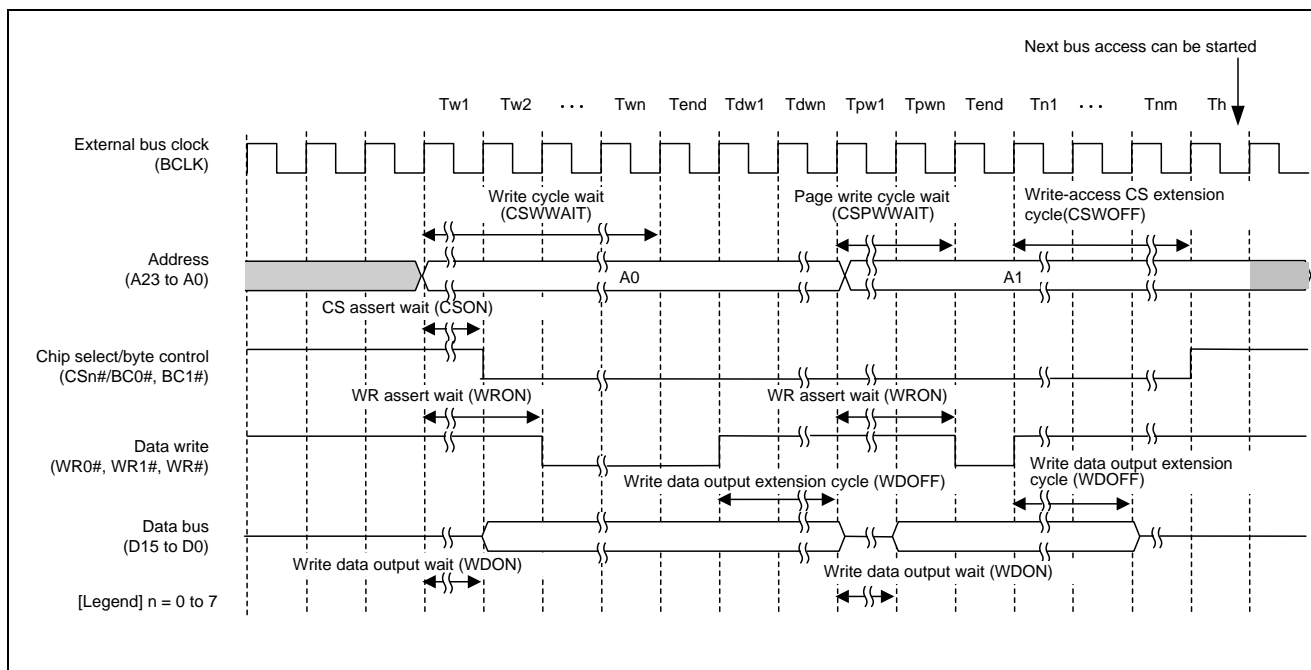 Next bus access can be started
Tw1 Tw2 ··· Twn Tend Tdw1 Tdwn Tpw1 Tpwn Tend Tn1 ··· Tnm Th
External bus clock
(BCLK)
Write cycle wait
(CSWWAIT)
Page write cycle wait
(CSPWWAIT)
Write-access CS extension
cycle(CSWOFF)
Address
(A23 to A0)
A0
A1
CS assert wait (CSON)
Chip select/byte control
(CSn#/BC0#, BC1#)
WR assert wait (WRON)
WR assert wait (WRON)
Data write
(WR0#, WR1#, WR#)
Write data output extension cycle (WDOFF)
Write data output extension
cycle (WDOFF)
Data bus
(D15 to D0)
Write data output wait (WDON)
Write data output wait (WDON)
[Legend] n = 0 to 7